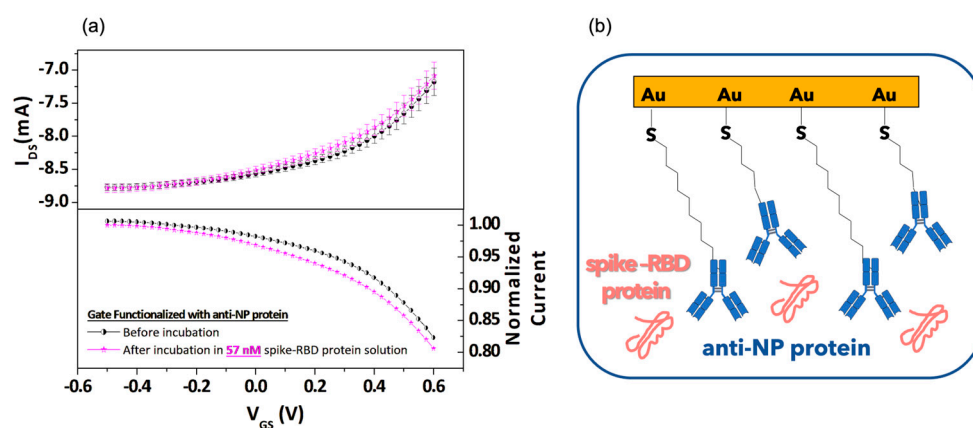 (a)
-7.0
-7.5
-8.0
-8.5
-9.0
I_DS(mA)
1.00
0.95
0.90
0.85
0.80
Normalized
Current
Gate Functionalized with anti-NP protein
Before incubation
After incubation in 57 nM spike-RBD protein solution
-0.6 -0.4 -0.2 0.0 0.2 0.4 0.6
V_GS (V)
(b)
Au Au Au Au
S S S S
spike-RBD
protein
anti-NP protein